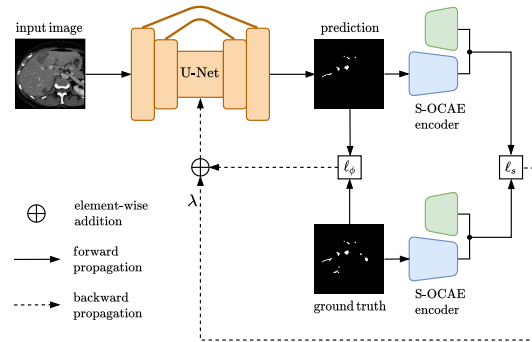 input image
prediction
U-Net
S-OCAE
encoder
ℓϕ
ℓs
λ
element-wise
addition
forward
propagation
backward
propagation
ground truth
S-OCAE
encoder